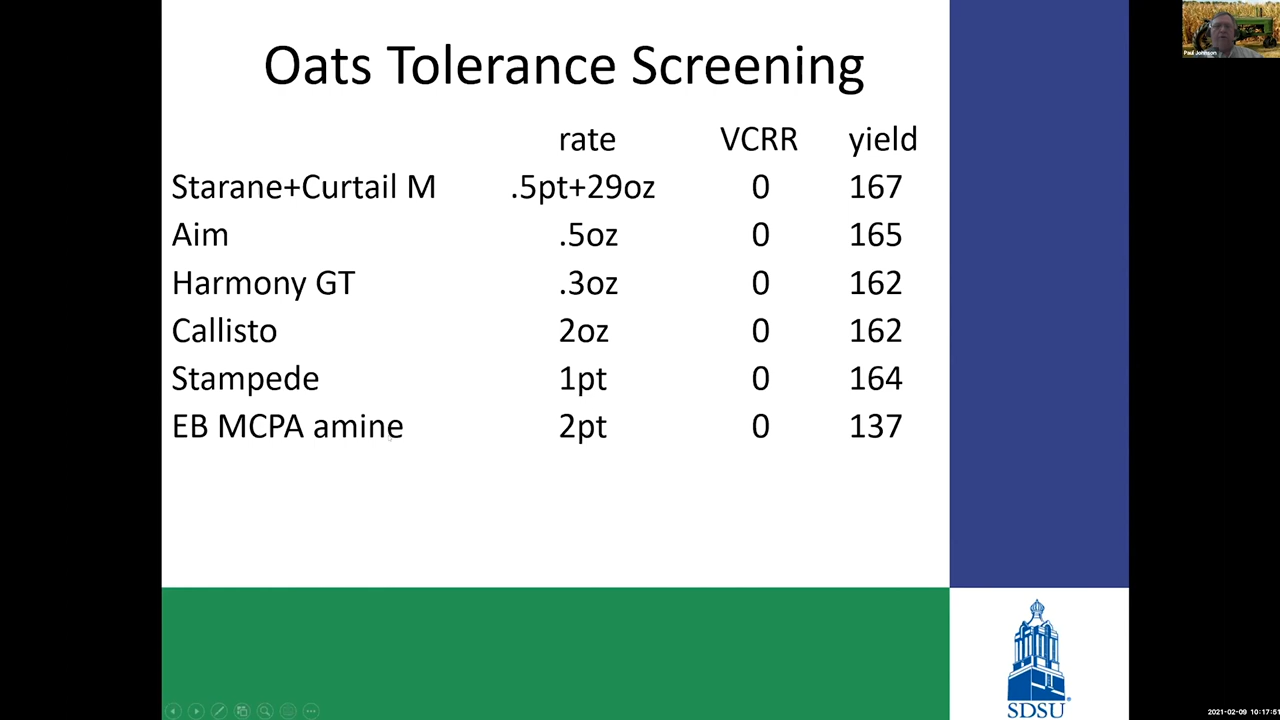 Oats Tolerance Screening
rate VCRR yield
Starane+Curtail M .5pt+29oz 0 167
Aim .5oz 0 165
Harmony GT .3oz 0 162
Callisto 2oz 0 162
Stampede 1pt 0 164
EB MCPA amine 2pt 0 137
SDSU
Paul Johnson
2021-02-09 10:17:51